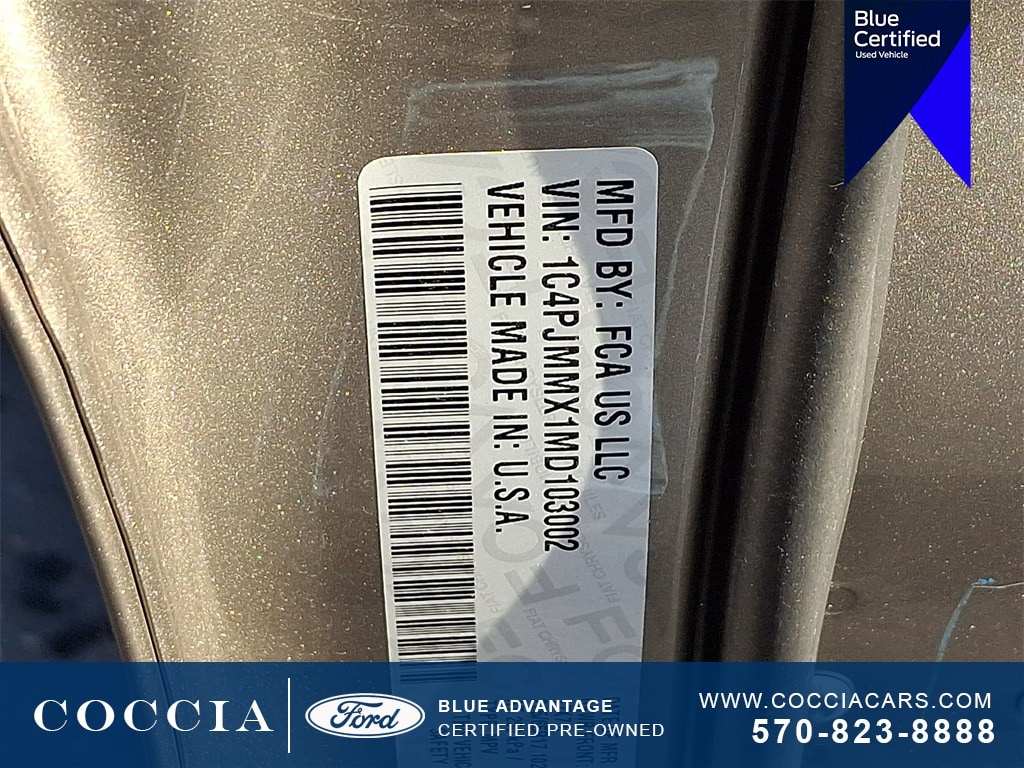 Blue
Certified
Used Vehicle
MFD BY: FCA US LLC
VIN: 1C4PJMMX1MD103002
VEHICLE MADE IN: U.S.A.
COCCIA
Ford
BLUE ADVANTAGE
CERTIFIED PRE-OWNED
WWW.COCCIACARS.COM
570-823-8888